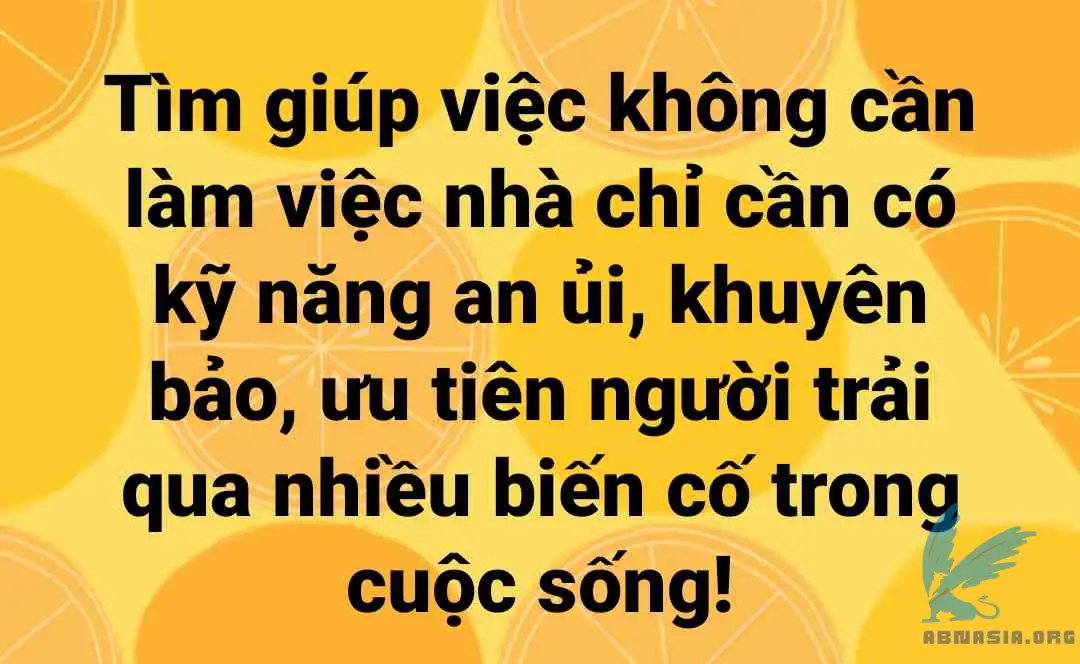 Tìm giúp việc không cần
làm việc nhà chỉ cần có
kỹ năng an ủi, khuyên
bảo, ưu tiên người trải
qua nhiều biến cố trong
cuộc sống!
ABNASIA.ORG